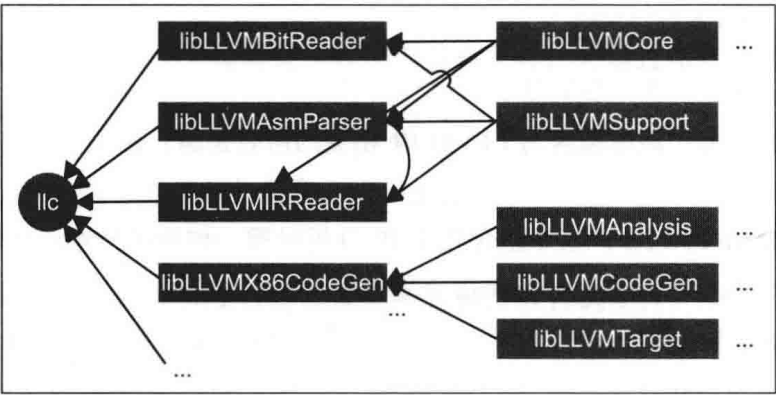 libLLVMBitReader
libLLVMCore
...
libLLVMAsmParser
libLLVMSupport
llc
libLLVMIRReader
libLLVMAnalysis
...
libLLVMX86CodeGen
libLLVMCodeGen
...
...
libLLVMTarget
...
...